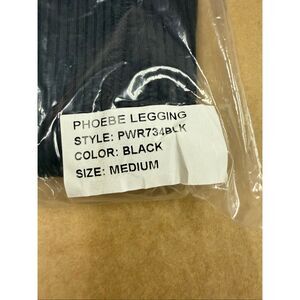 PHOEBE LEGGING
STYLE: PWR734BLK
COLOR: BLACK
SIZE: MEDIUM